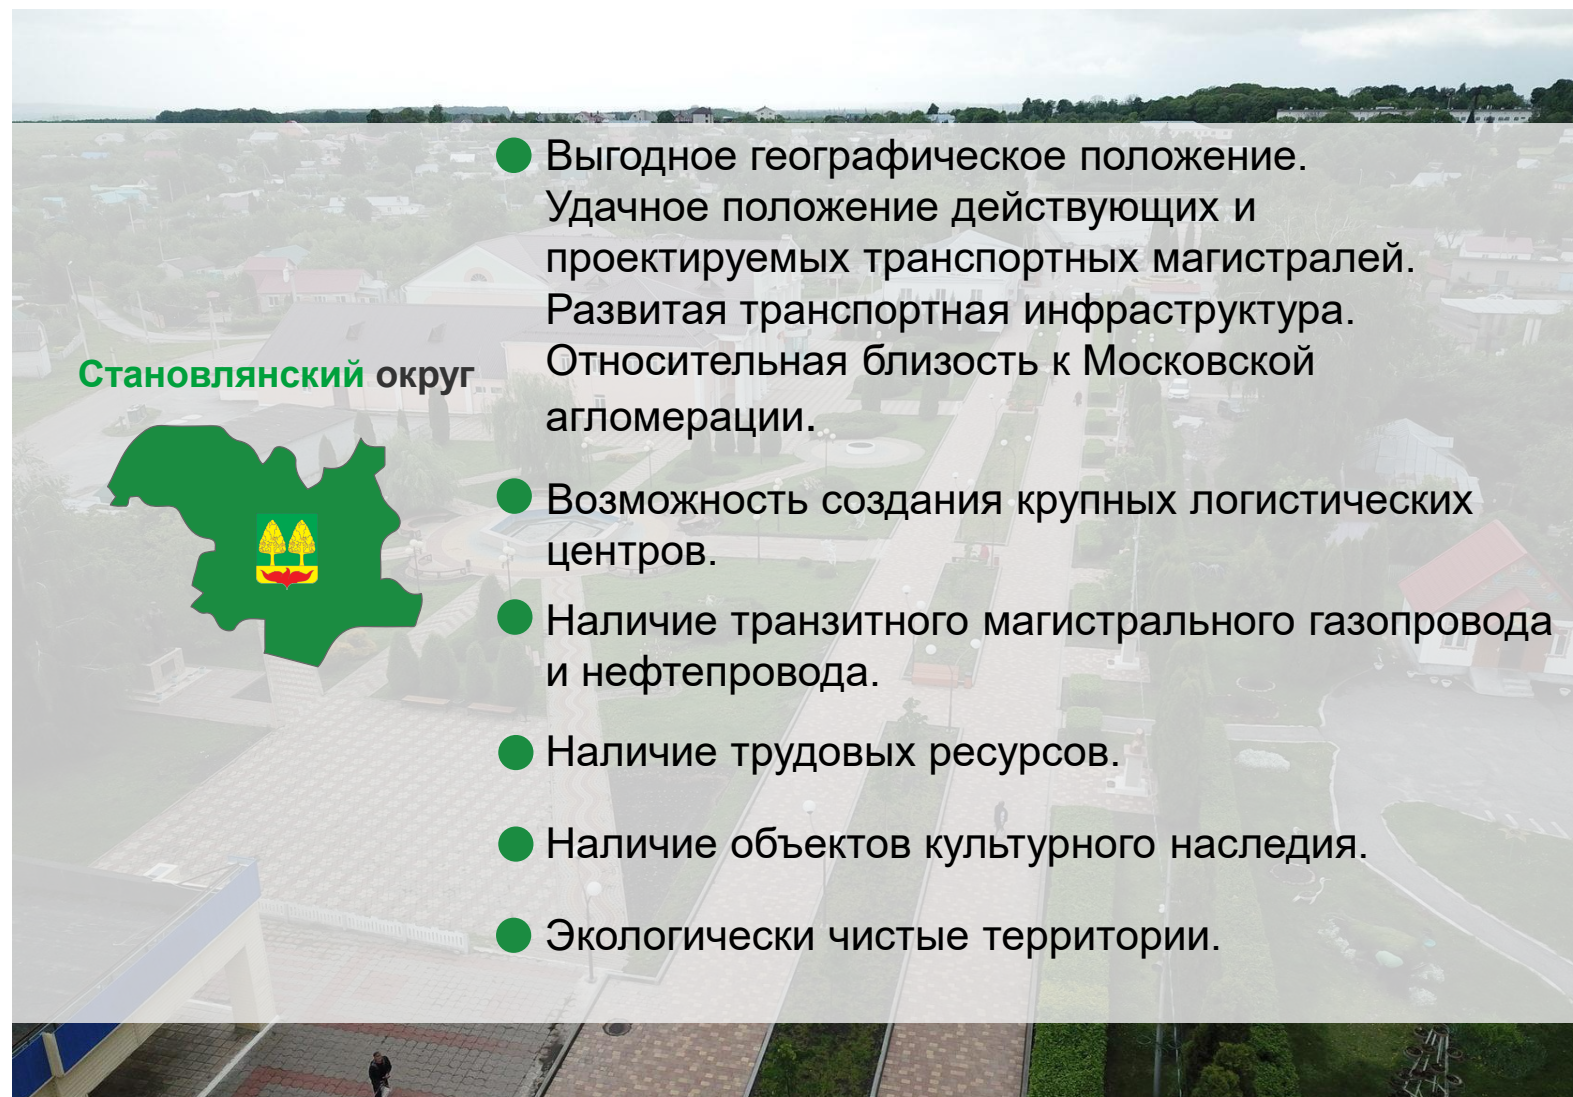 Выгодное географическое положение.
Удачное положение действующих и
проектируемых транспортных магистралей.
Развитая транспортная инфраструктура.
Относительная близость к Московской
агломерации.
Становлянский округ
Возможность создания крупных логистических
центров.
Наличие транзитного магистрального газопровода
и нефтепровода.
Наличие трудовых ресурсов.
Наличие объектов культурного наследия.
Экологически чистые территории.